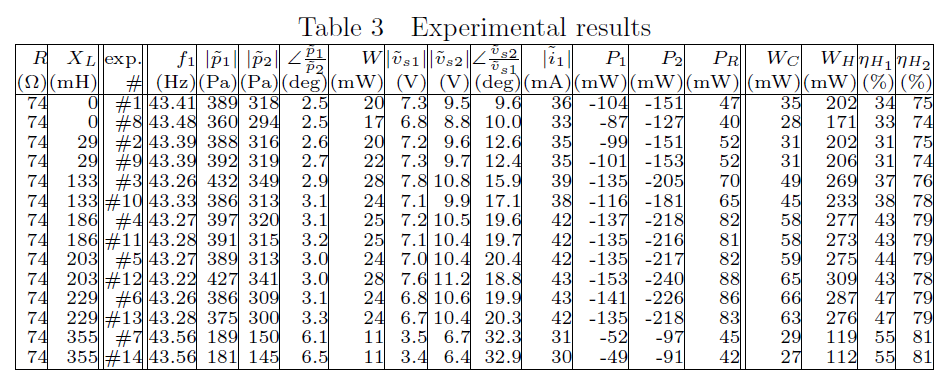 Table 3 Experimental results
R X_L exp. f_1 |p̃_1| |p̃_2| ∠p̃_1/p̃_2 W |ṽ_s1| |ṽ_s2| ∠ṽ_s2/ṽ_s1 |ĩ_1| P_1 P_2 P_R W_C W_H η_H1 η_H2
(Ω) (mH) # (Hz) (Pa) (Pa) (deg) (mW) (V) (V) (deg) (mA) (mW) (mW) (mW) (mW) (mW) (%) (%)
74 0 #1 43.41 389 318 2.5 20 7.3 9.5 9.6 36 -104 -151 47 35 202 34 75
74 0 #8 43.48 360 294 2.5 17 6.8 8.8 10.0 33 -87 -127 40 28 171 33 74
74 29 #2 43.39 388 316 2.6 20 7.2 9.6 12.6 35 -99 -151 52 31 202 31 75
74 29 #9 43.39 392 319 2.7 22 7.3 9.7 12.4 35 -101 -153 52 31 206 31 74
74 133 #3 43.26 432 349 2.9 28 7.8 10.8 15.9 39 -135 -205 70 49 269 37 76
74 133 #10 43.33 386 313 3.1 24 7.1 9.9 17.1 38 -116 -181 65 45 233 38 78
74 186 #4 43.27 397 320 3.1 25 7.2 10.5 19.6 42 -137 -218 82 58 277 43 79
74 186 #11 43.28 391 315 3.2 25 7.1 10.4 19.7 42 -135 -216 81 58 273 43 79
74 203 #5 43.27 389 313 3.0 24 7.0 10.4 20.4 42 -135 -217 82 59 275 44 79
74 203 #12 43.22 427 341 3.0 28 7.6 11.2 18.8 43 -153 -240 88 65 309 43 78
74 229 #6 43.26 386 309 3.1 24 6.8 10.6 19.9 43 -141 -226 86 66 287 47 79
74 229 #13 43.28 375 300 3.3 24 6.7 10.4 20.3 42 -135 -218 83 63 276 47 79
74 355 #7 43.56 189 150 6.1 11 3.5 6.7 32.3 31 -52 -97 45 29 119 55 81
74 355 #14 43.56 181 145 6.5 11 3.4 6.4 32.9 30 -49 -91 42 27 112 55 81